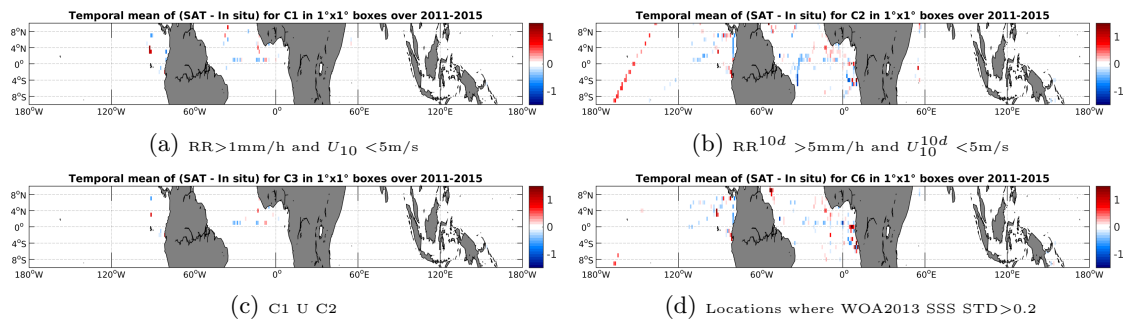 Temporal mean of (SAT - In situ) for C1 in 1°x1° boxes over 2011-2015
8°N
4°N
0°
4°S
8°S
180°W 120°W 60°W 0° 60°E 120°E 180°W
1
0
-1
(a) RR>1mm/h and U10 <5m/s
Temporal mean of (SAT - In situ) for C2 in 1°x1° boxes over 2011-2015
8°N
4°N
0°
4°S
8°S
180°W 120°W 60°W 0° 60°E 120°E 180°W
1
0
-1
(b) RR^10d >5mm/h and U10^10d <5m/s
Temporal mean of (SAT - In situ) for C3 in 1°x1° boxes over 2011-2015
8°N
4°N
0°
4°S
8°S
180°W 120°W 60°W 0° 60°E 120°E 180°W
1
0
-1
(c) C1 U C2
Temporal mean of (SAT - In situ) for C6 in 1°x1° boxes over 2011-2015
8°N
4°N
0°
4°S
8°S
180°W 120°W 60°W 0° 60°E 120°E 180°W
1
0
-1
(d) Locations where WOA2013 SSS STD>0.2